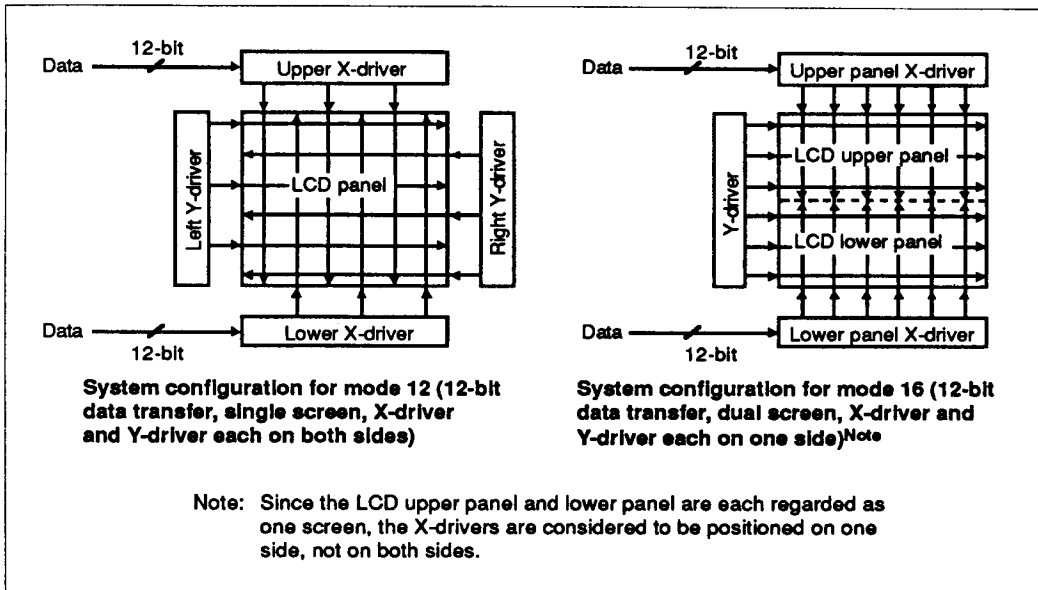 12-bit
Data
Upper X-driver
Left Y-driver
LCD panel
Right Y-driver
Data
Lower X-driver
12-bit
System configuration for mode 12 (12-bit
data transfer, single screen, X-driver
and Y-driver each on both sides)
12-bit
Data
Upper panel X-driver
Y-driver
LCD upper panel
LCD lower panel
Data
Lower panel X-driver
12-bit
System configuration for mode 16 (12-bit
data transfer, dual screen, X-driver and
Y-driver each on one side)Note
Note: Since the LCD upper panel and lower panel are each regarded as
one screen, the X-drivers are considered to be positioned on one
side, not on both sides.